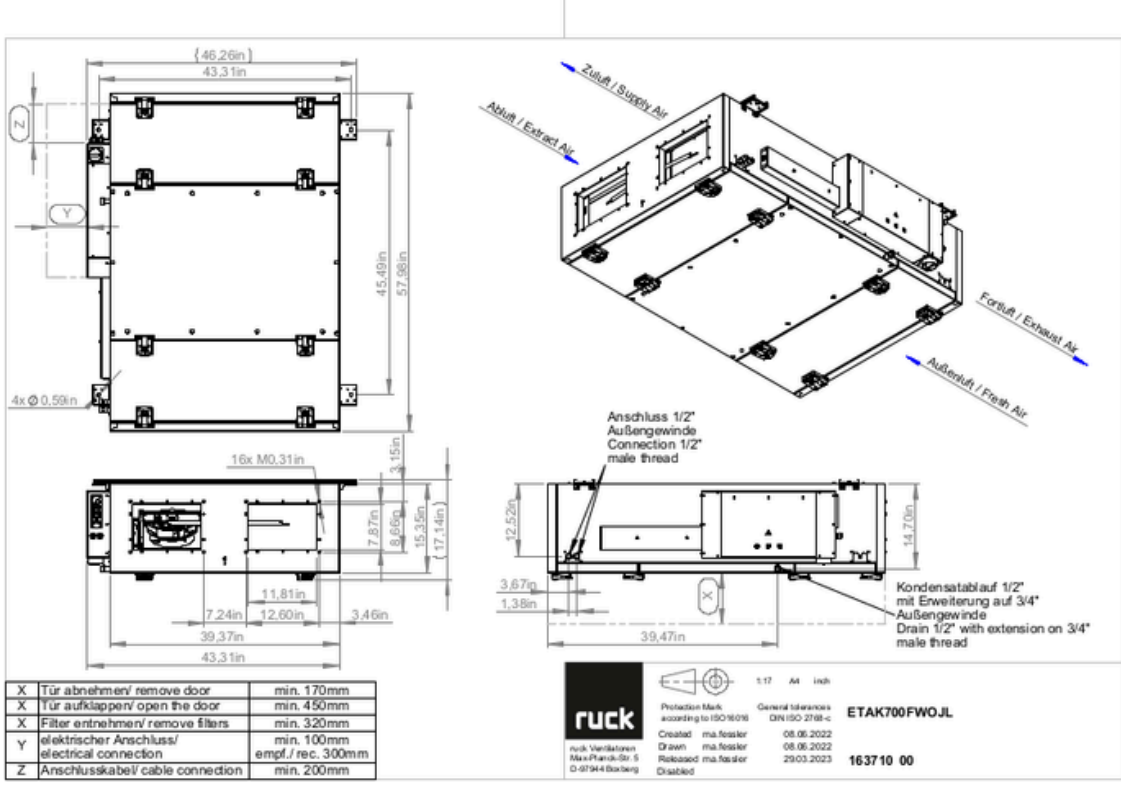 { 46,26in }
43,31in
Z
Y
45,49in
57,98in
4x Ø 0,59in
Zuluft / Supply Air
Abluft / Extract Air
Fortluft / Exhaust Air
Außenluft / Fresh Air
16x M0,31in
3,15in
7,87in
8,66in
15,35in
{ 17,14in }
1
11,81in
7,24in
12,60in
3,46in
39,37in
43,31in
Anschluss 1/2"
Außengewinde
Connection 1/2"
male thread
12,52in
14,70in
3,67in
1,38in
X
39,47in
Kondensatablauf 1/2"
mit Erweiterung auf 3/4"
Außengewinde
Drain 1/2" with extension on 3/4"
male thread
X Tür abnehmen/ remove door min. 170mm
X Tür aufklappen/ open the door min. 450mm
X Filter entnehmen/ remove filters min. 320mm
Y elektrischer Anschluss/ electrical connection min. 100mm empf./ rec. 300mm
Z Anschlusskabel/ cable connection min. 200mm
ruck
ruck Ventilatoren
Max-Planck-Str. 5
D-97944 Boxberg
1:17 A4 inch
Protection Mark
according to ISO16016
General tolerances
DIN ISO 2768-c
Created ma.fessler 08.06.2022
Drawn ma.fessler 08.06.2022
Released ma.fessler 29.03.2023
Disabled
ETAK700FWOJL
163710 00